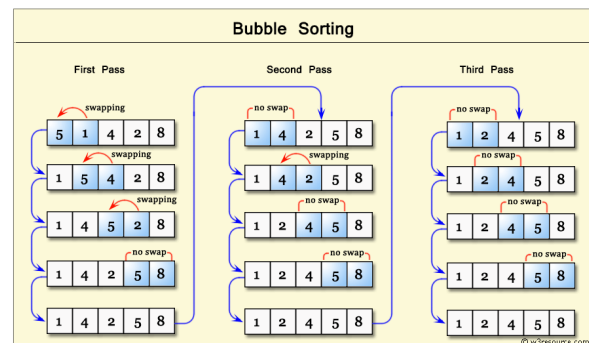 Bubble Sorting
First Pass
swapping
5 1 4 2 8
swapping
1 5 4 2 8
swapping
1 4 5 2 8
no swap
1 4 2 5 8
1 4 2 5 8
Second Pass
no swap
1 4 2 5 8
swapping
1 4 2 5 8
no swap
1 2 4 5 8
no swap
1 2 4 5 8
1 2 4 5 8
Third Pass
no swap
1 2 4 5 8
no swap
1 2 4 5 8
no swap
1 2 4 5 8
no swap
1 2 4 5 8
1 2 4 5 8
© w3resource.com